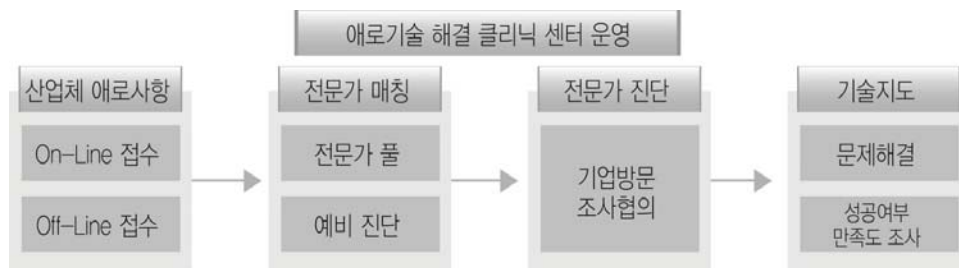 애로기술 해결 클리닉 센터 운영
산업체 애로사항
On-Line 접수
Off-Line 접수
전문가 매칭
전문가 풀
예비 진단
전문가 진단
기업방문
조사협의
기술지도
문제해결
성공여부
만족도 조사